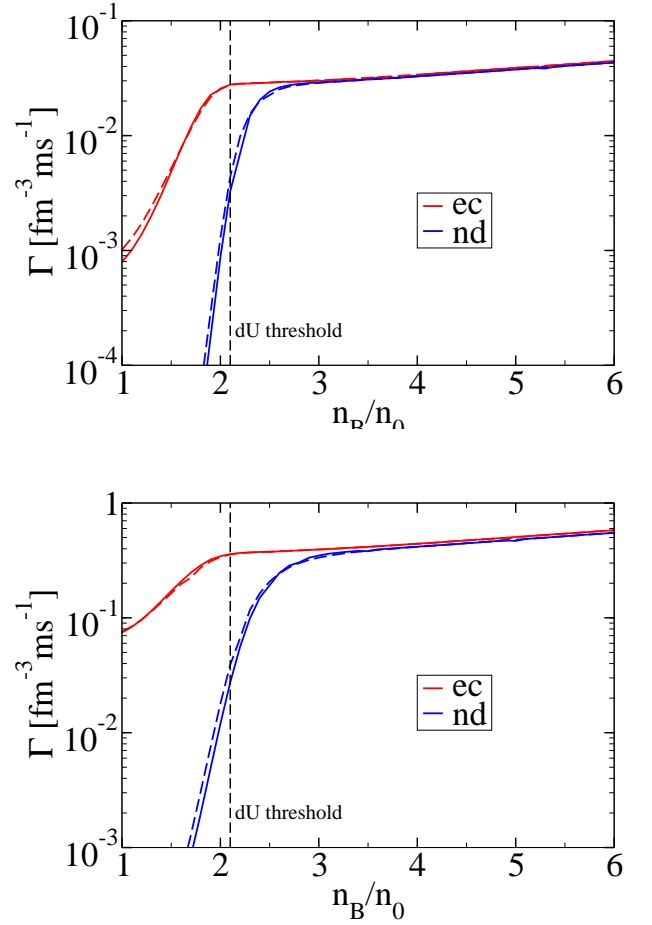 10^-1
10^-2
10^-3
10^-4
Γ [fm^-3 ms^-1]
ec
nd
dU threshold
1 2 3 4 5 6
n_B/n_0
1
10^-1
10^-2
10^-3
Γ [fm^-3 ms^-1]
ec
nd
dU threshold
1 2 3 4 5 6
n_B/n_0